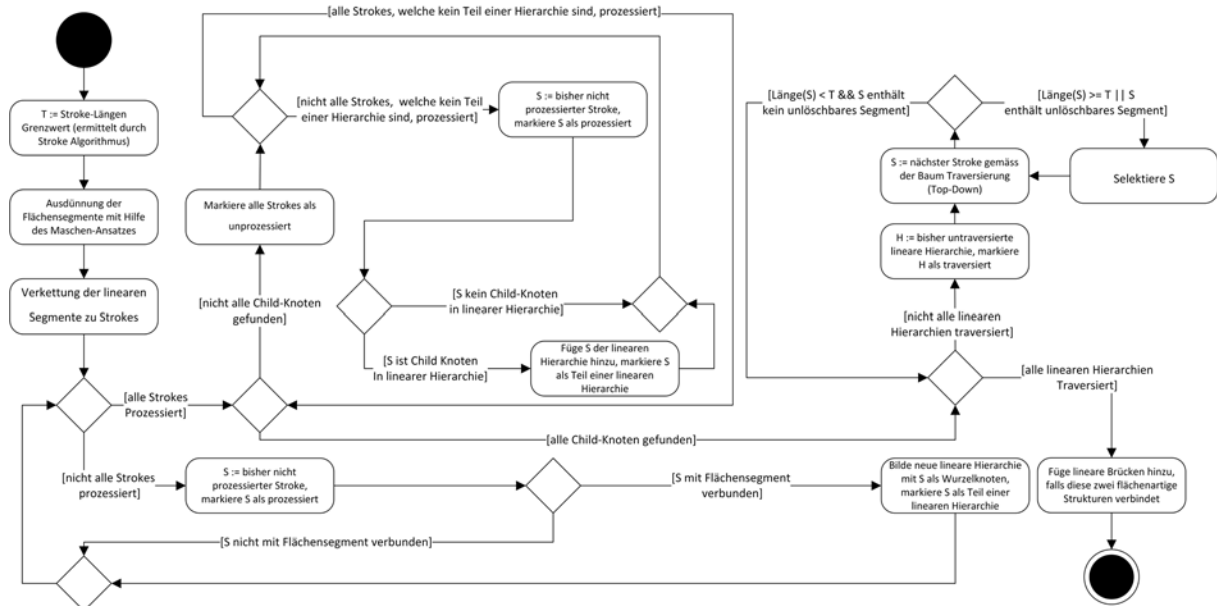 [alle Strokes, welche kein Teil einer Hierarchie sind, prozessiert]
T := Stroke-Längen
Grenzwert (ermittelt durch
Stroke Algorithmus)
Ausdünnung der
Flächensegmente mit Hilfe
des Maschen-Ansatzes
Verkettung der linearen
Segmente zu Strokes
[alle Strokes
Prozessiert]
[nicht alle Strokes
prozessiert]
S := bisher nicht
prozessierter Stroke,
markiere S als prozessiert
[S nicht mit Flächensegment verbunden]
[S mit Flächensegment
verbunden]
Bilde neue lineare Hierarchie
mit S als Wurzelknoten,
markiere S als Teil einer
linearen Hierarchie
[nicht alle Child-Knoten
gefunden]
[alle Child-Knoten gefunden]
Markiere alle Strokes als
unprozessiert
[nicht alle Strokes, welche kein Teil
einer Hierarchie sind, prozessiert]
S := bisher nicht
prozessierter Stroke,
markiere S als prozessiert
[S kein Child-Knoten
in linearer Hierarchie]
[S ist Child Knoten
In linearer Hierarchie]
Füge S der linearen
Hierarchie hinzu, markiere S
als Teil einer linearen
Hierarchie
[Länge(S) < T && S enthält
kein unlöschbares Segment]
[Länge(S) >= T || S
enthält unlöschbares Segment]
S := nächster Stroke gemäss
der Baum Traversierung
(Top-Down)
Selektiere S
H := bisher untraversierte
lineare Hierarchie, markiere
H als traversiert
[nicht alle linearen
Hierarchien traversiert]
[alle linearen Hierarchien
Traversiert]
Füge lineare Brücken hinzu,
falls diese zwei flächenartige
Strukturen verbindet